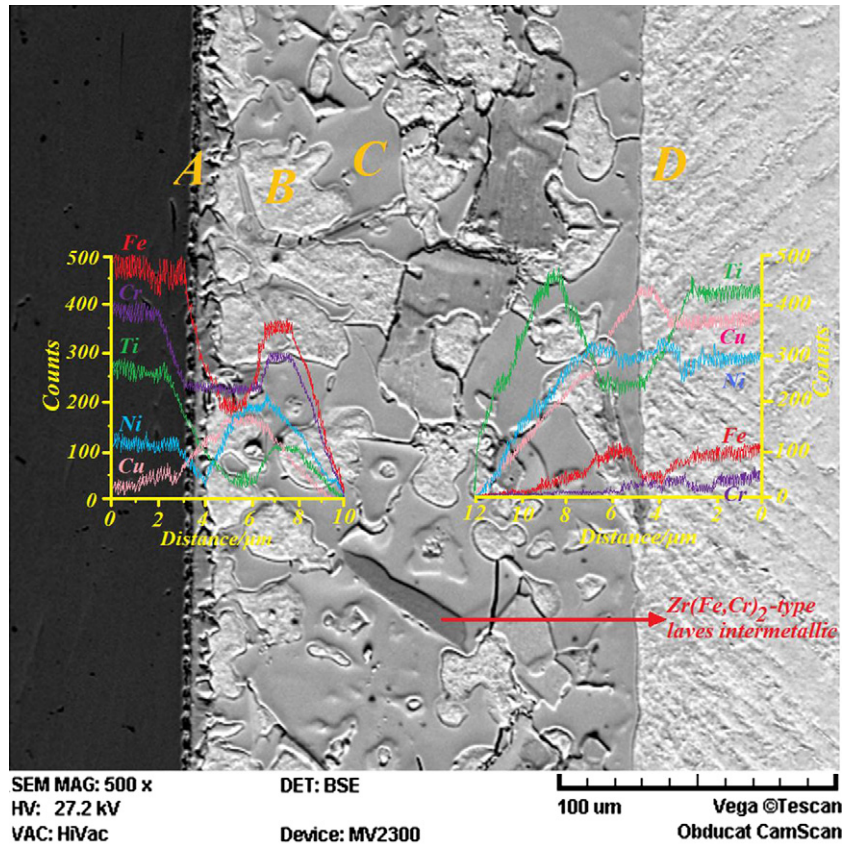 A
B
C
D
Fe
Cr
Ti
Ni
Cu
500
400
300
200
100
0
Counts
0 2 4 6 8 10
Distance/µm
500
400
300
200
100
0
Counts
Ti
Cu
Ni
Fe
Cr
12 10 8 6 4 2 0
Distance/µm
Zr(Fe,Cr)2-type
laves intermetallic
SEM MAG: 500 x DET: BSE
HV: 27.2 kV 100 um Vega ©Tescan
VAC: HiVac Device: MV2300 Obducat CamScan